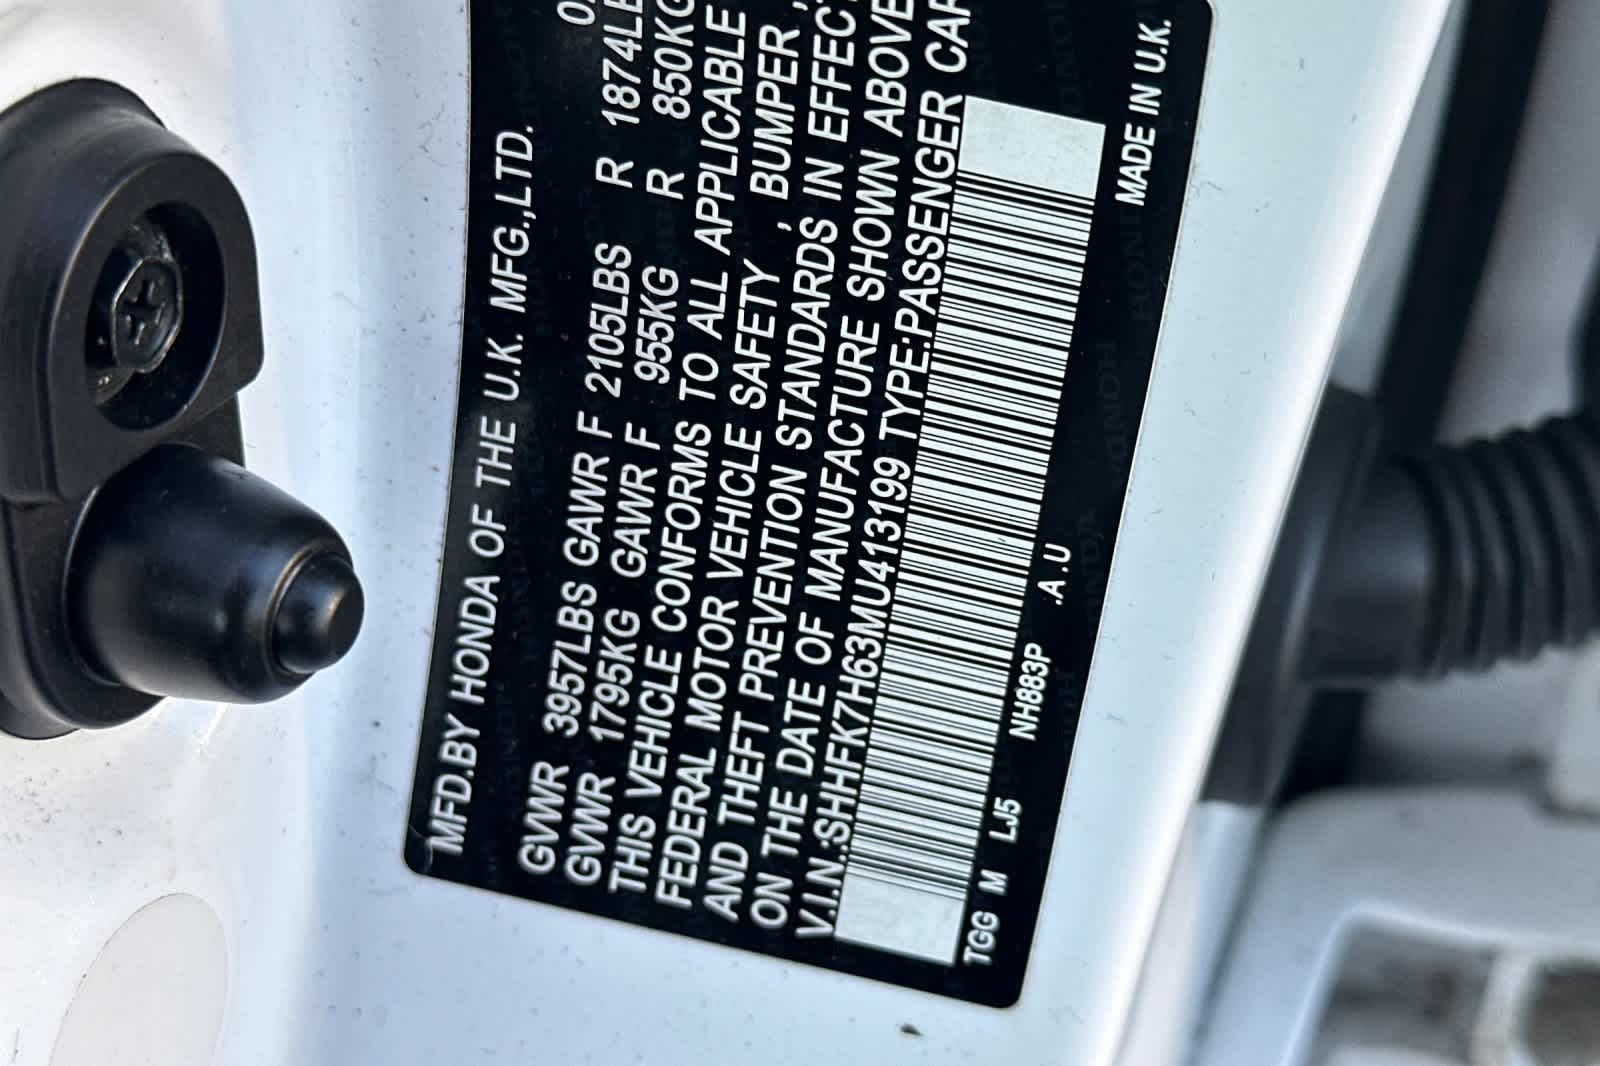 MFD.BY HONDA OF THE U.K. MFG.,LTD.
GVWR 3957LBS GAWR F 2105LBS R 1874LB
GVWR 1795KG GAWR F 955KG R 850KG
THIS VEHICLE CONFORMS TO ALL APPLICABLE
FEDERAL MOTOR VEHICLE SAFETY , BUMPER ,
AND THEFT PREVENTION STANDARDS IN EFFECT
ON THE DATE OF MANUFACTURE SHOWN ABOVE
V.I.N.:SHHFK7H63MU413199 TYPE:PASSENGER CAR
TGG M LJ5 NH883P .A.U
MADE IN U.K.